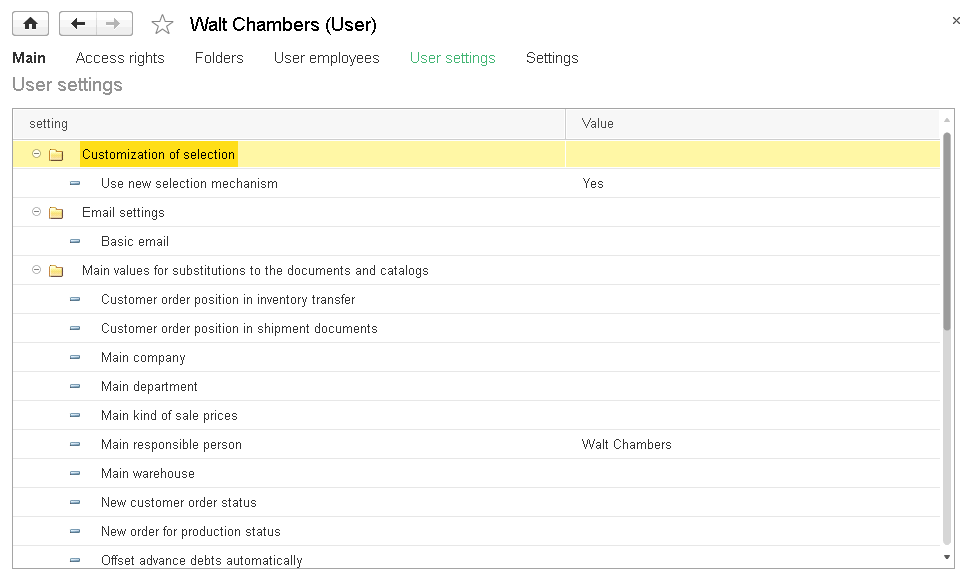 Walt Chambers (User)
Main Access rights Folders User employees User settings Settings
User settings
setting Value
Customization of selection
Use new selection mechanism Yes
Email settings
Basic email
Main values for substitutions to the documents and catalogs
Customer order position in inventory transfer
Customer order position in shipment documents
Main company
Main department
Main kind of sale prices
Main responsible person Walt Chambers
Main warehouse
New customer order status
New order for production status
Offset advance debts automatically